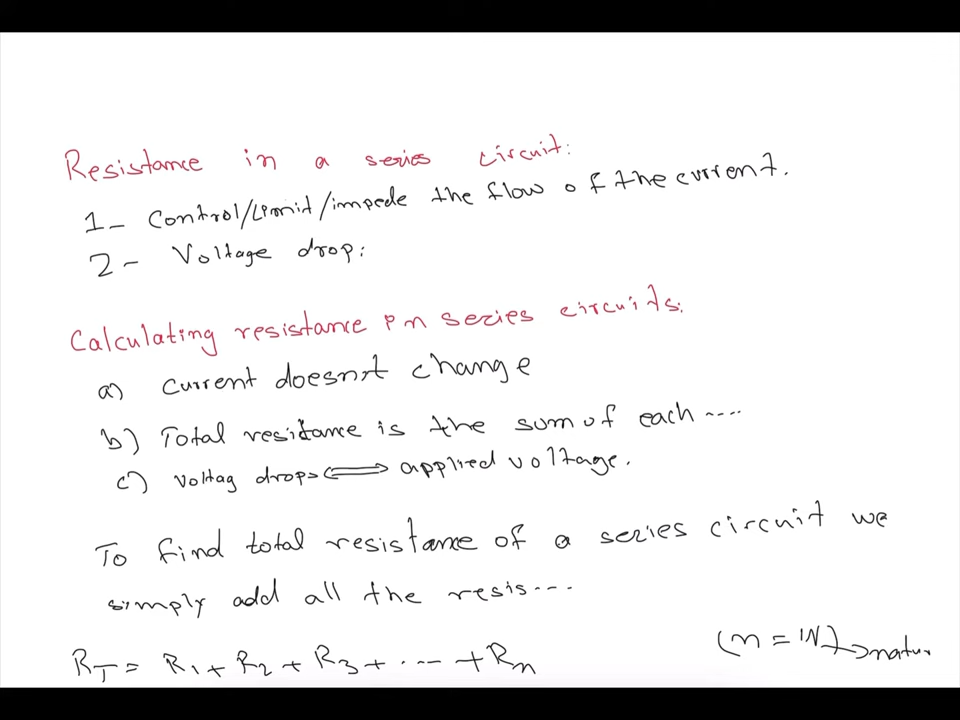 Resistance in a series circuit:
1- Control/Limit/impede the flow of the current.
2- Voltage drop:
Calculating resistance in series circuits:
a) Current doesn't change
b) Total resistance is the sum of each ....
c) voltag drops ⟺ applied voltage.
To find total resistance of a series circuit we
simply add all the resis...
R_T = R_1 + R_2 + R_3 + ... + R_n
(n = ℕ) → natur